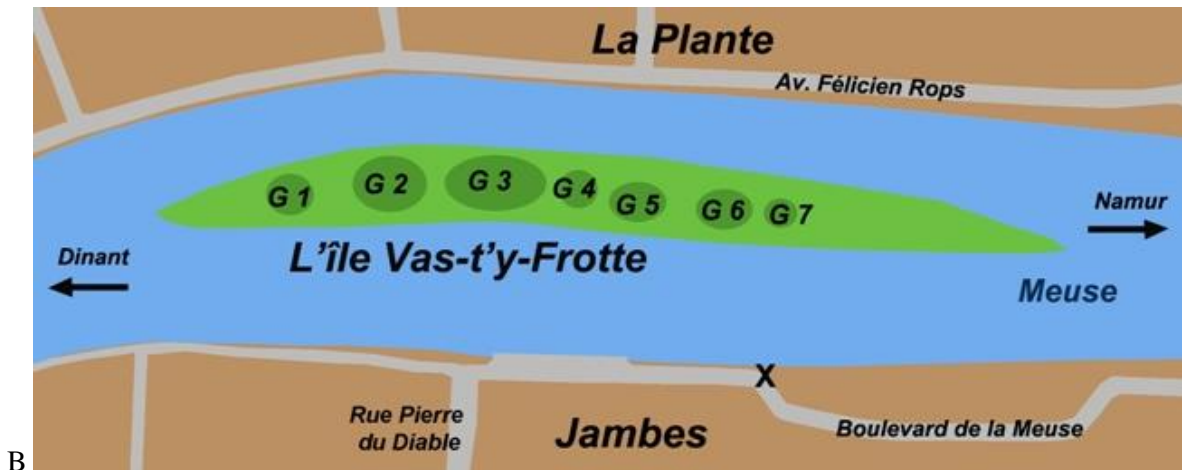 La Plante
Av. Félicien Rops
G 1
G 2
G 3
G 4
G 5
G 6
G 7
Namur
L'île Vas-t'y-Frotte
Dinant
Meuse
X
Rue Pierre
du Diable
Jambes
Boulevard de la Meuse
B